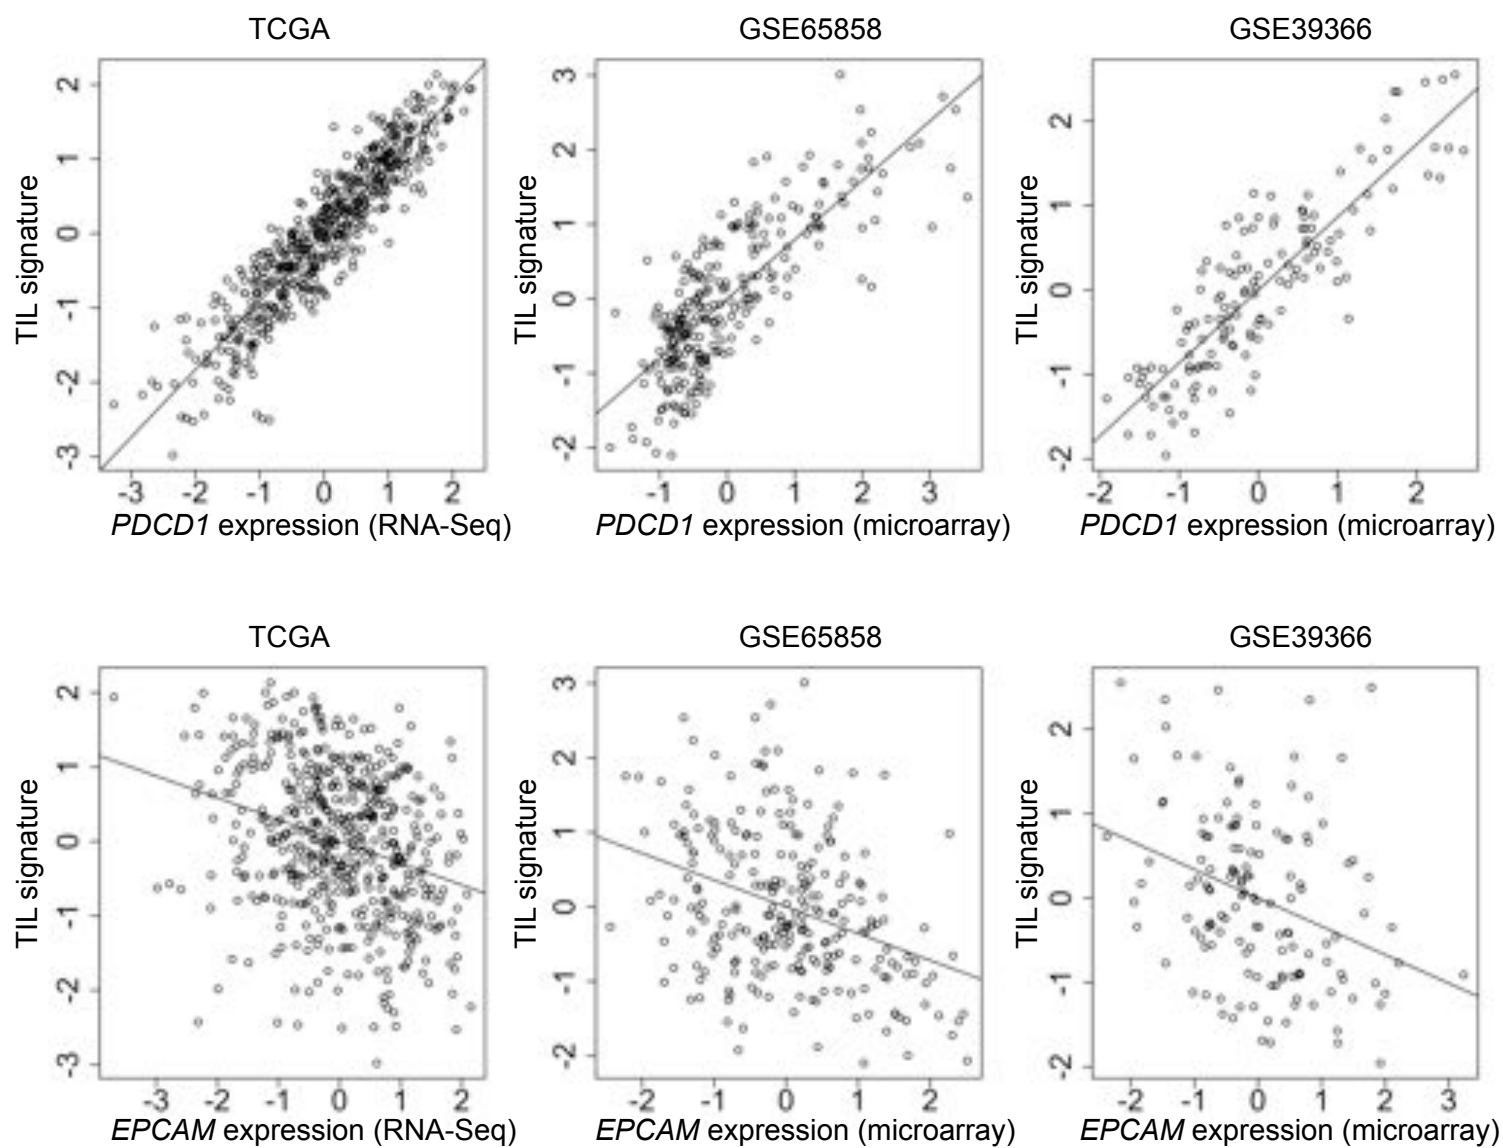 TCGA
GSE65858
GSE39366
TIL signature
2
1
0
-1
-2
-3
-3 -2 -1 0 1 2
PDCD1 expression (RNA-Seq)
TIL signature
3
2
1
0
-1
-2
-1 0 1 2 3
PDCD1 expression (microarray)
TIL signature
2
1
0
-1
-2
-2 -1 0 1 2
PDCD1 expression (microarray)
TCGA
GSE65858
GSE39366
TIL signature
2
1
0
-1
-2
-3
-3 -2 -1 0 1 2
EPCAM expression (RNA-Seq)
TIL signature
3
2
1
0
-1
-2
-2 -1 0 1 2
EPCAM expression (microarray)
TIL signature
2
1
0
-1
-2
-2 -1 0 1 2 3
EPCAM expression (microarray)